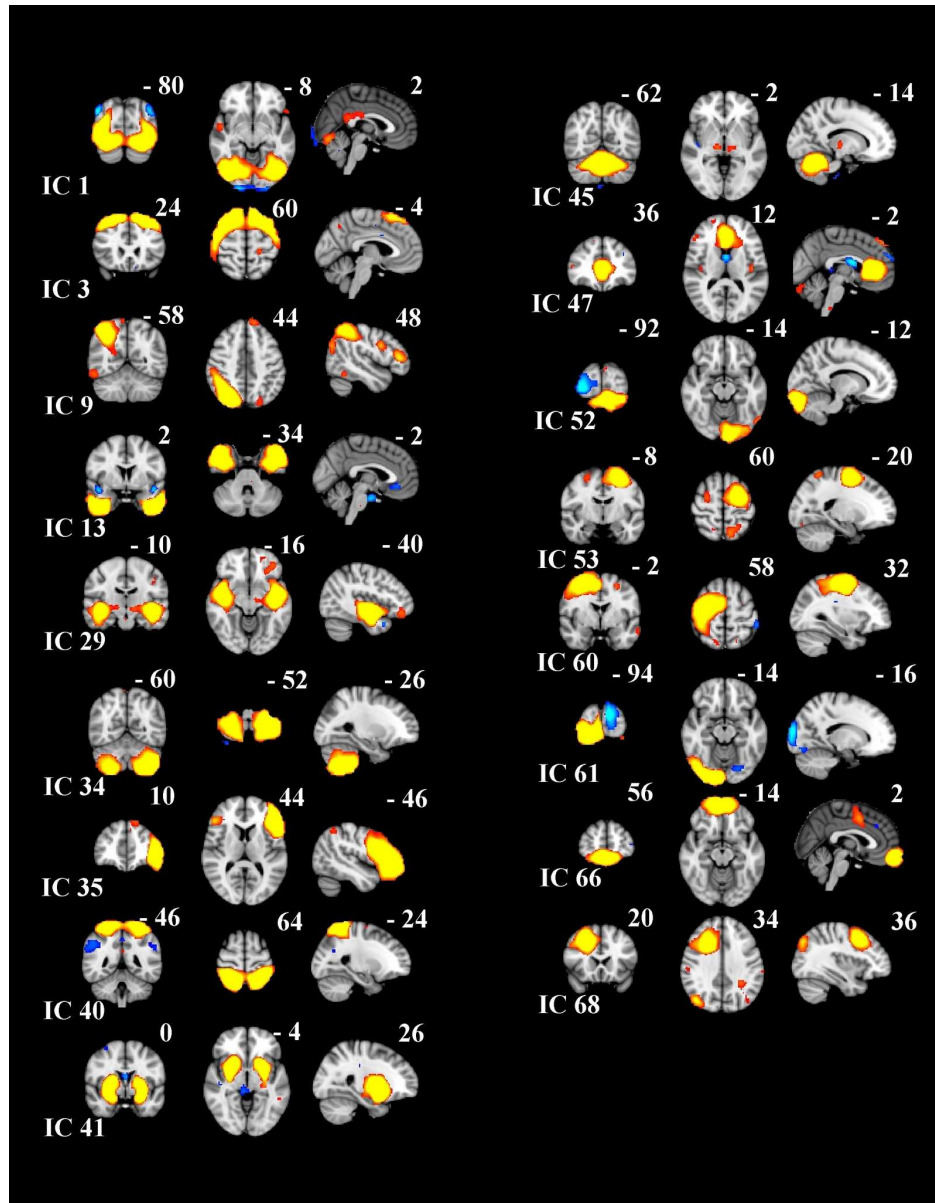 - 80 - 8 2
IC 1
24 60 - 4
IC 3
- 58 44 48
IC 9
2 - 34 - 2
IC 13
- 10 - 16 - 40
IC 29
- 60 - 52 - 26
IC 34
10 44 - 46
IC 35
- 46 64 - 24
IC 40
0 - 4 26
IC 41
- 62 - 2 - 14
IC 45
36 12 - 2
IC 47
- 92 - 14 - 12
IC 52
- 8 60 - 20
IC 53
- 2 58 32
IC 60
- 94 - 14 - 16
IC 61
56 - 14 2
IC 66
20 34 36
IC 68